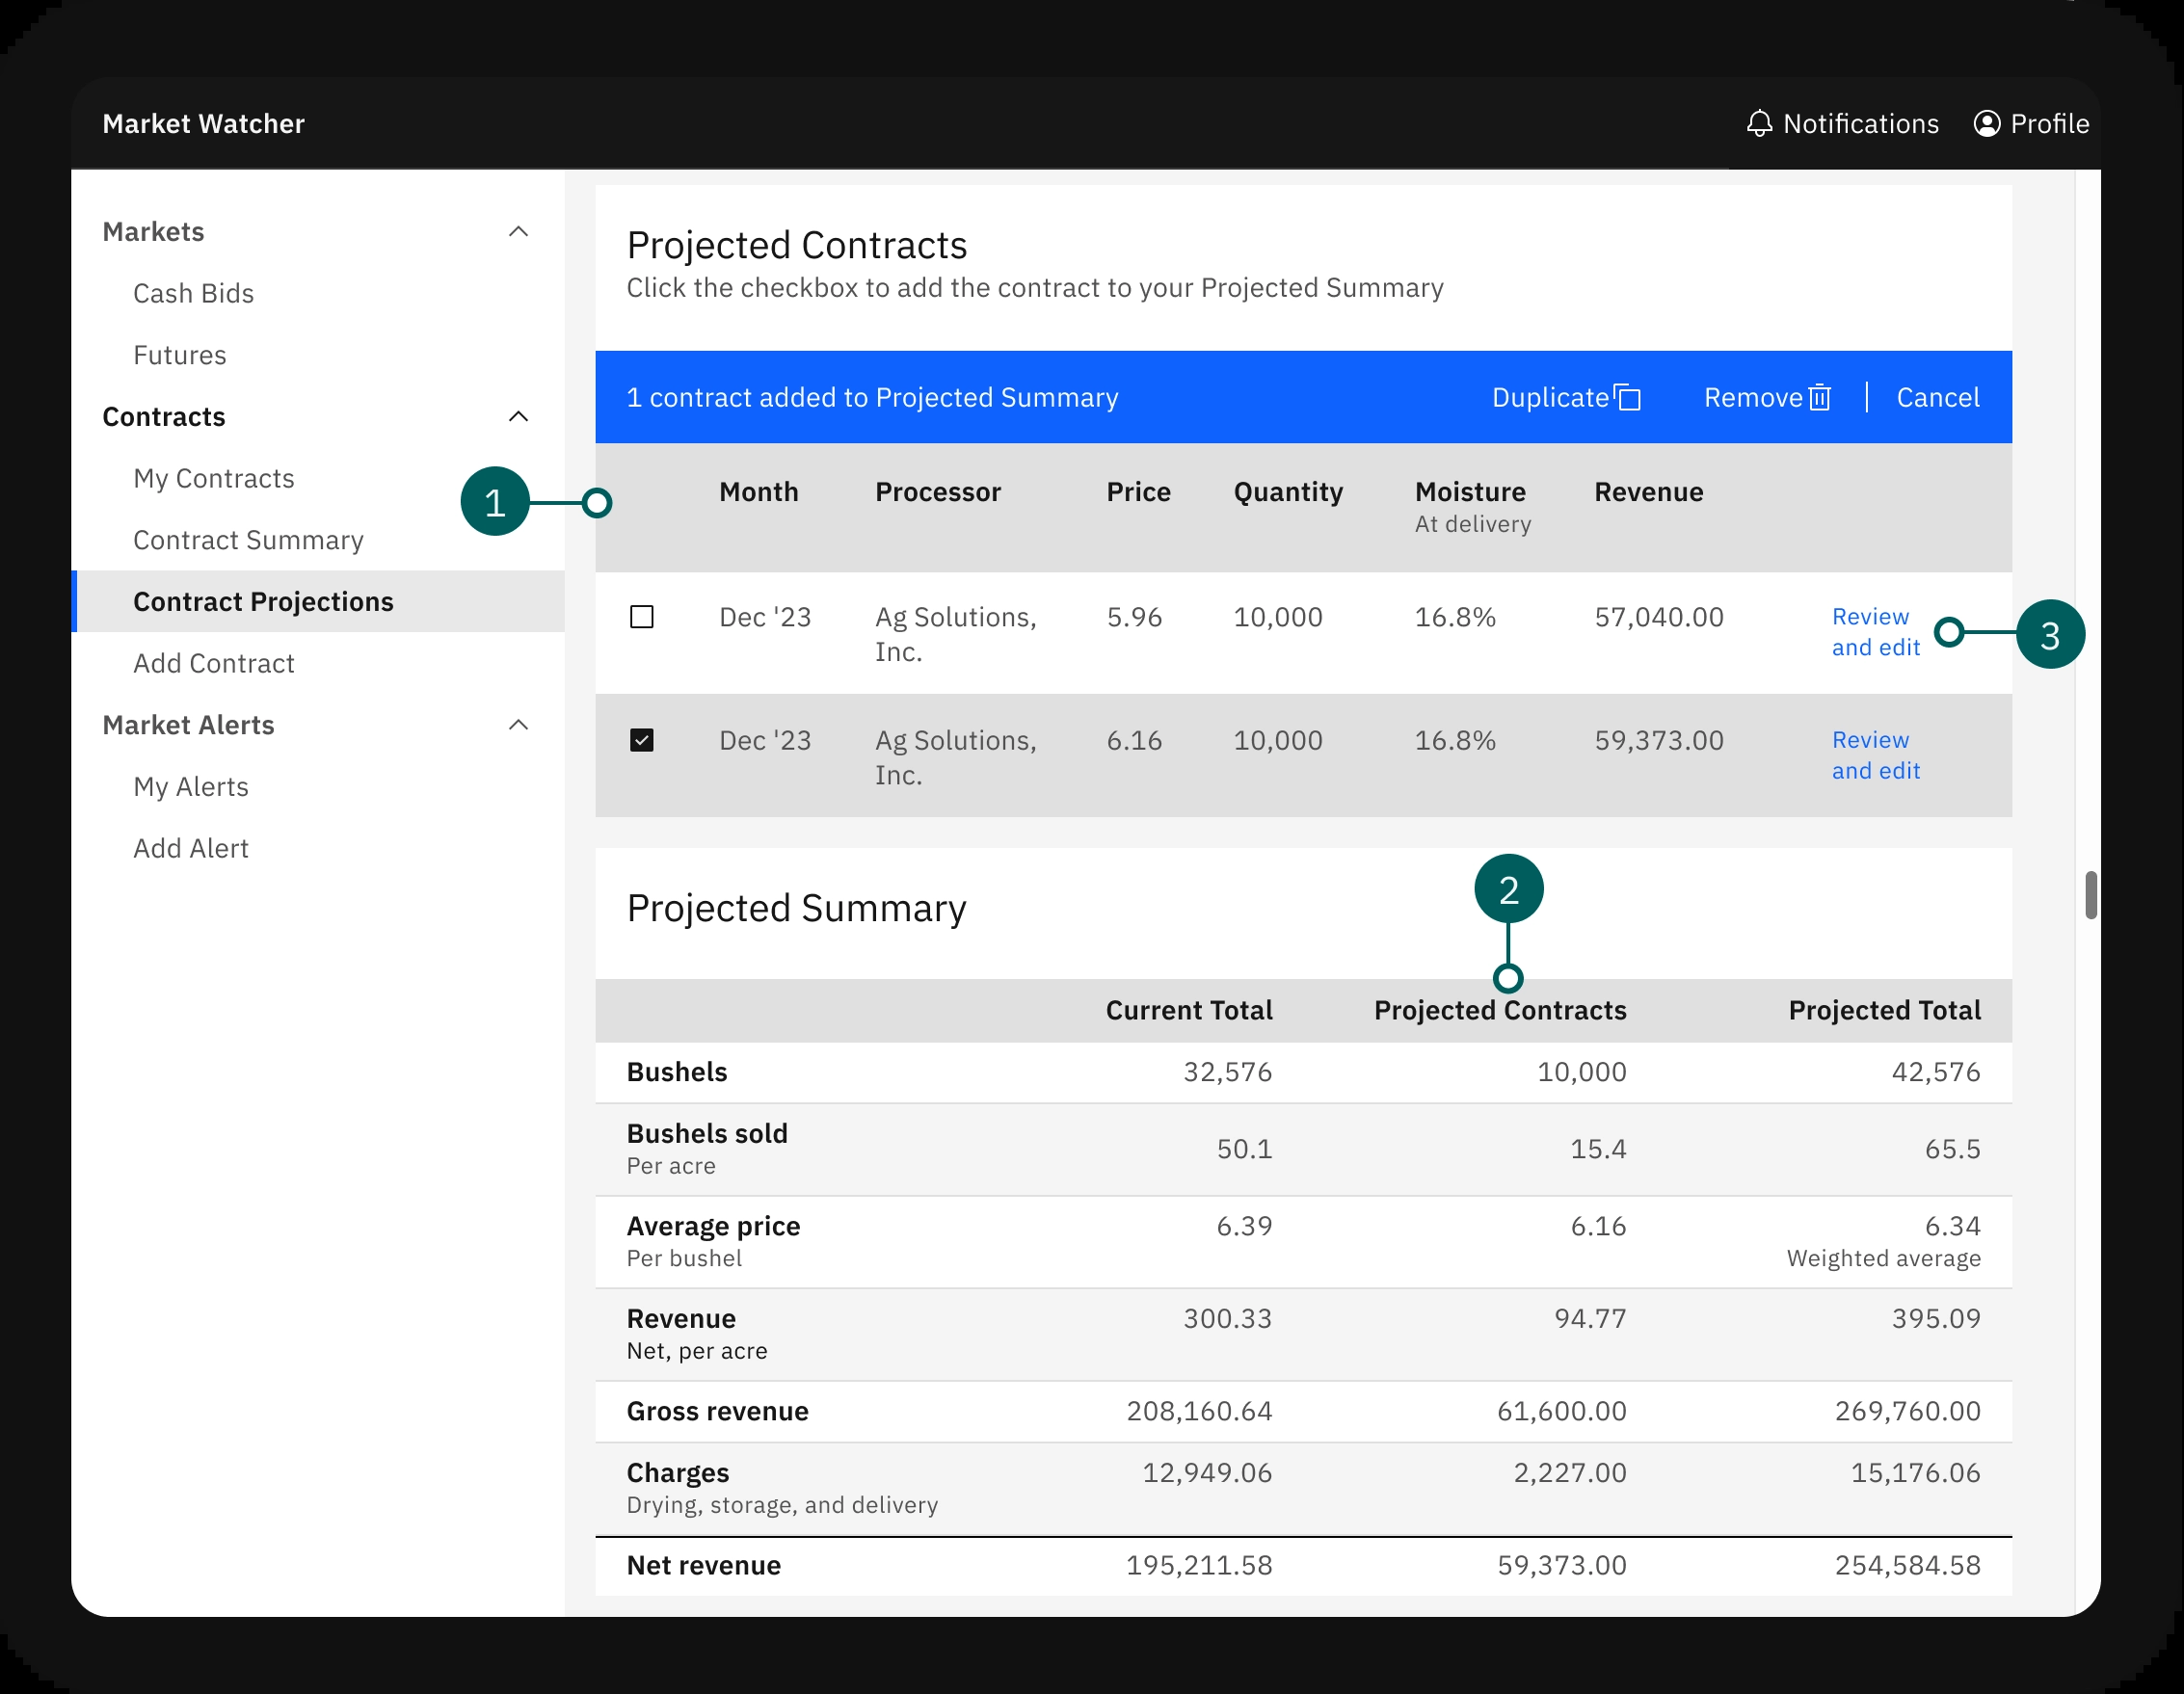 Market Watcher
Notifications
Profile
Markets
Cash Bids
Futures
Contracts
My Contracts
Contract Summary
Contract Projections
Add Contract
Market Alerts
My Alerts
Add Alert
Projected Contracts
Click the checkbox to add the contract to your Projected Summary
1 contract added to Projected Summary Duplicate Remove Cancel
1
Month Processor Price Quantity Moisture Revenue
At delivery
Dec '23 Ag Solutions, 5.96 10,000 16.8% 57,040.00 Review
Inc. and edit
3
Dec '23 Ag Solutions, 6.16 10,000 16.8% 59,373.00 Review
Inc. and edit
Projected Summary
2
Current Total Projected Contracts Projected Total
Bushels 32,576 10,000 42,576
Bushels sold 50.1 15.4 65.5
Per acre
Average price 6.39 6.16 6.34
Per bushel Weighted average
Revenue 300.33 94.77 395.09
Net, per acre
Gross revenue 208,160.64 61,600.00 269,760.00
Charges 12,949.06 2,227.00 15,176.06
Drying, storage, and delivery
Net revenue 195,211.58 59,373.00 254,584.58